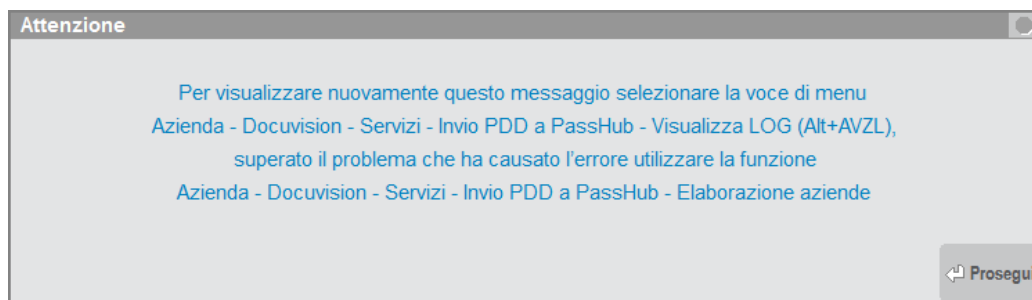 Attenzione
Per visualizzare nuovamente questo messaggio selezionare la voce di menu
Azienda - Docuvision - Servizi - Invio PDD a PassHub - Visualizza LOG (Alt+AVZL),
superato il problema che ha causato l'errore utilizzare la funzione
Azienda - Docuvision - Servizi - Invio PDD a PassHub - Elaborazione aziende
Prosegui